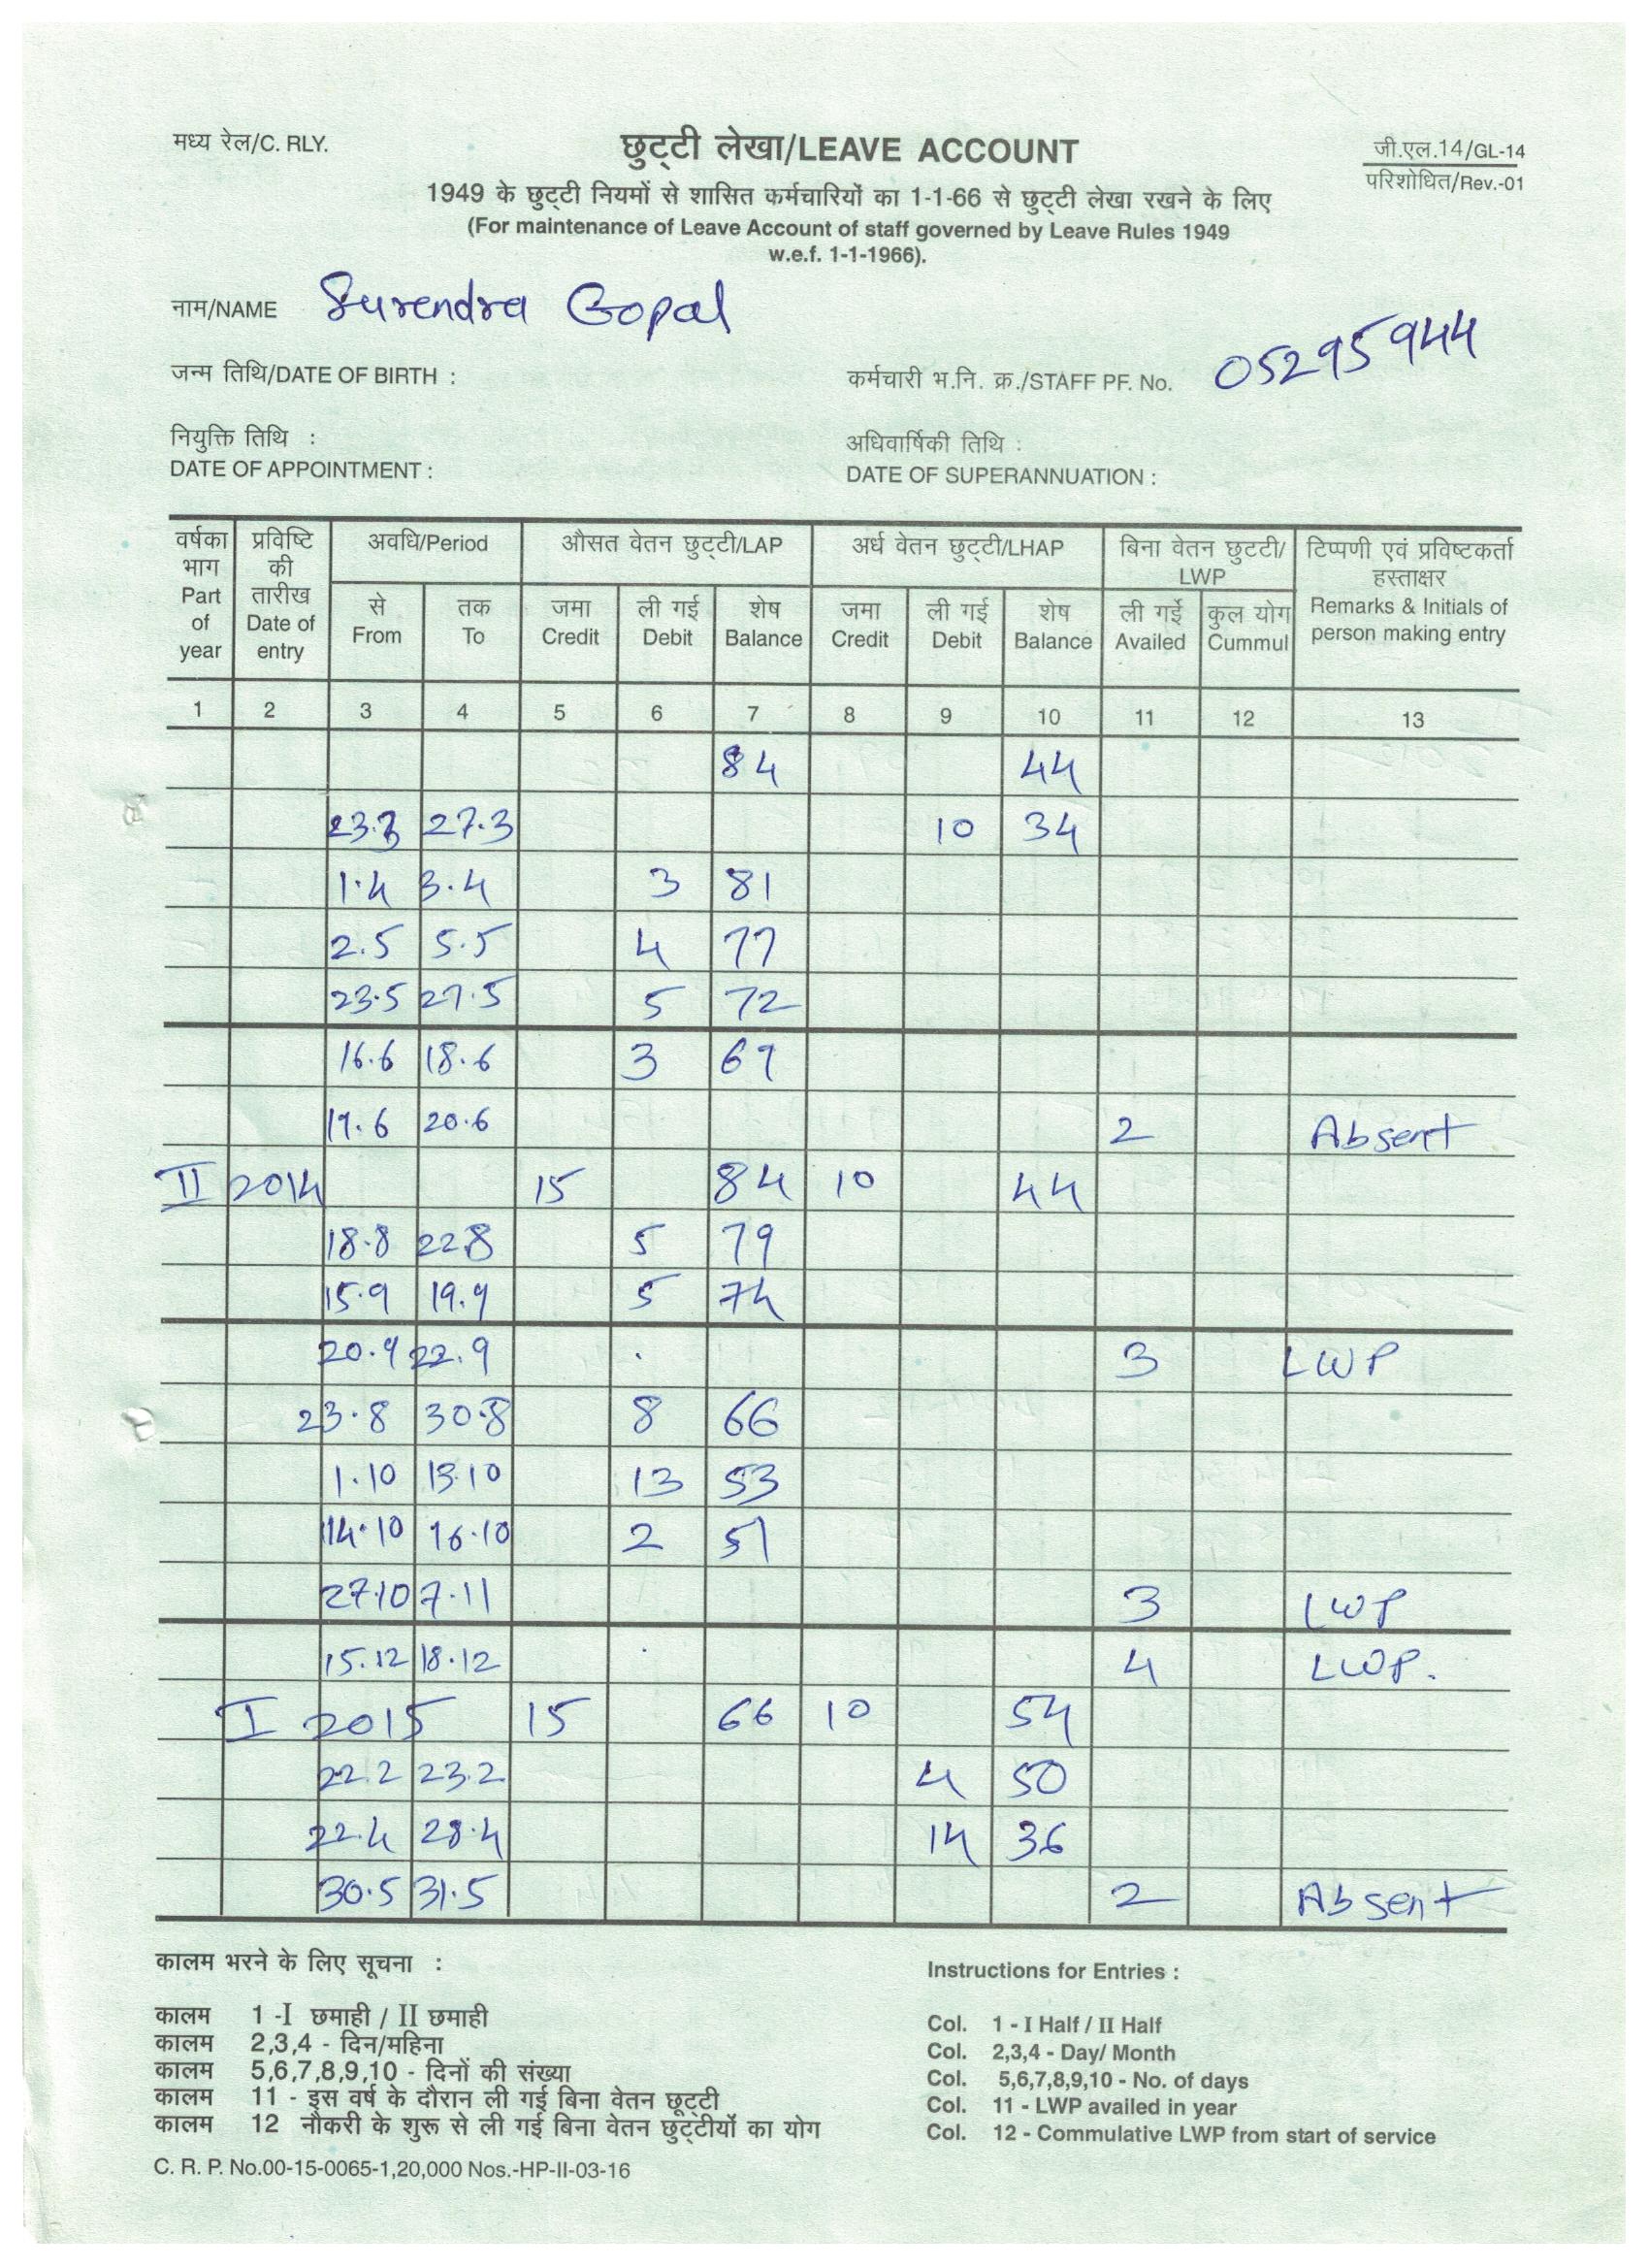 मध्य रेल/C. RLY.
छुट्टी लेखा/LEAVE ACCOUNT
जी.एल.14/GL-14
परिशोधित/Rev.-01
1949 के छुट्टी नियमों से शासित कर्मचारियों का 1-1-66 से छुट्टी लेखा रखने के लिए
(For maintenance of Leave Account of staff governed by Leave Rules 1949
w.e.f. 1-1-1966).
नाम/NAME Surendra Gopal
जन्म तिथि/DATE OF BIRTH :
कर्मचारी भ.नि. क्र./STAFF PF. No. 05295944
नियुक्ति तिथि :
DATE OF APPOINTMENT :
अधिवार्षिकी तिथि :
DATE OF SUPERANNUATION :
वर्षका भाग Part of year
प्रविष्टि की तारीख Date of entry
अवधि/Period
औसत वेतन छुट्टी/LAP
अर्ध वेतन छुट्टी/LHAP
बिना वेतन छुटटी/ LWP
टिप्पणी एवं प्रविष्टकर्ता हस्ताक्षर Remarks & Initials of person making entry
से From
तक To
जमा Credit
ली गई Debit
शेष Balance
जमा Credit
ली गई Debit
शेष Balance
ली गई Availed
कुल योग Cummul
1 2 3 4 5 6 7 8 9 10 11 12 13
84 44
23.3 27.3 10 34
1.4 3.4 3 81
2.5 5.5 4 77
23.5 27.5 5 72
16.6 18.6 3 69
19.6 20.6 2 Absent
II 2014 15 84 10 44
18.8 22.8 5 79
15.9 19.9 5 74
20.9 22.9 3 LWP
23.8 30.8 8 66
1.10 13.10 13 53
14.10 16.10 2 51
27.10 7.11 3 LWP
15.12 18.12 4 LWP.
I 2015 15 66 10 54
22.2 23.2 4 50
22.4 28.4 14 36
30.5 31.5 2 Absent
कालम भरने के लिए सूचना :
कालम 1 -I छमाही / II छमाही
कालम 2,3,4 - दिन/महिना
कालम 5,6,7,8,9,10 - दिनों की संख्या
कालम 11 - इस वर्ष के दौरान ली गई बिना वेतन छूट्टी
कालम 12 नौकरी के शुरू से ली गई बिना वेतन छुट्टीयों का योग
C. R. P. No.00-15-0065-1,20,000 Nos.-HP-II-03-16
Instructions for Entries :
Col. 1 - I Half / II Half
Col. 2,3,4 - Day/ Month
Col. 5,6,7,8,9,10 - No. of days
Col. 11 - LWP availed in year
Col. 12 - Commulative LWP from start of service